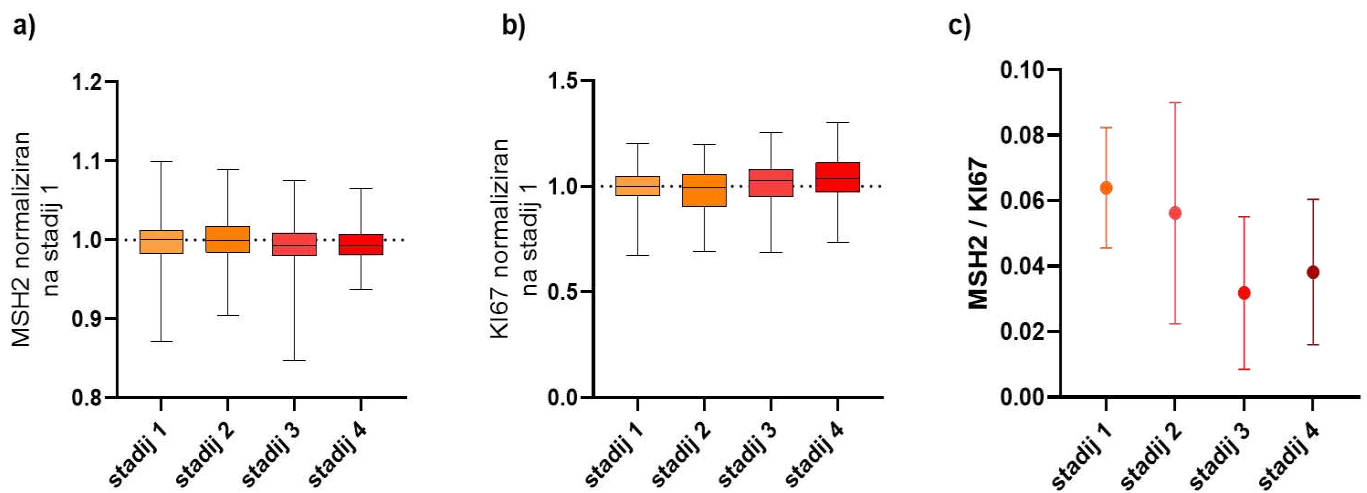 a)
MSH2 normaliziran
na stadij 1
1.2
1.1
1.0
0.9
0.8
stadij 1
stadij 2
stadij 3
stadij 4
b)
KI67 normaliziran
na stadij 1
1.5
1.0
0.5
0.0
stadij 1
stadij 2
stadij 3
stadij 4
c)
MSH2 / KI67
0.10
0.08
0.06
0.04
0.02
0.00
stadij 1
stadij 2
stadij 3
stadij 4